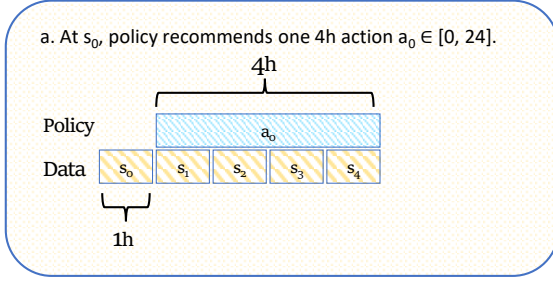 a. At s₀, policy recommends one 4h action a₀ ∈ [0, 24].
4h
Policy
a₀
Data s₀ s₁ s₂ s₃ s₄
1h